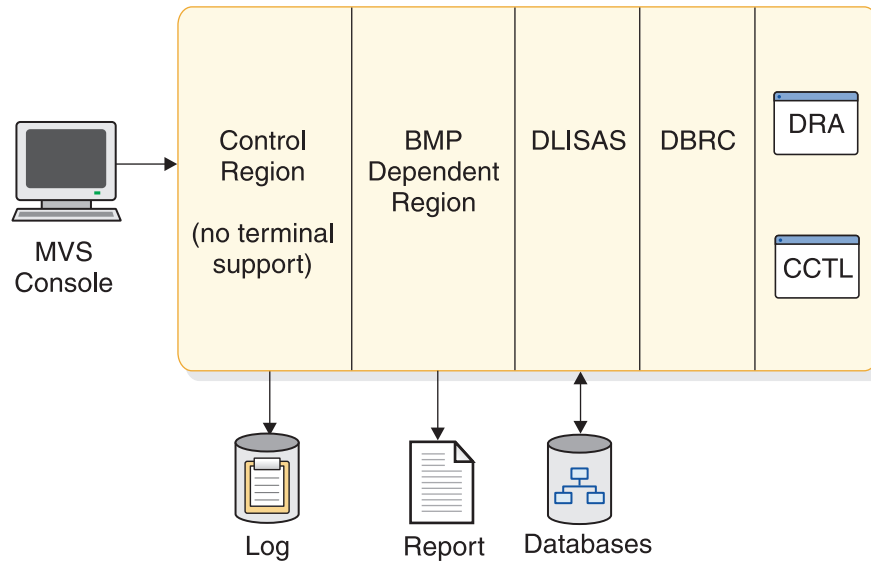 Control
Region
(no terminal
support)
BMP
Dependent
Region
DLISAS
DBRC
DRA
CCTL
MVS
Console
Log
Report
Databases